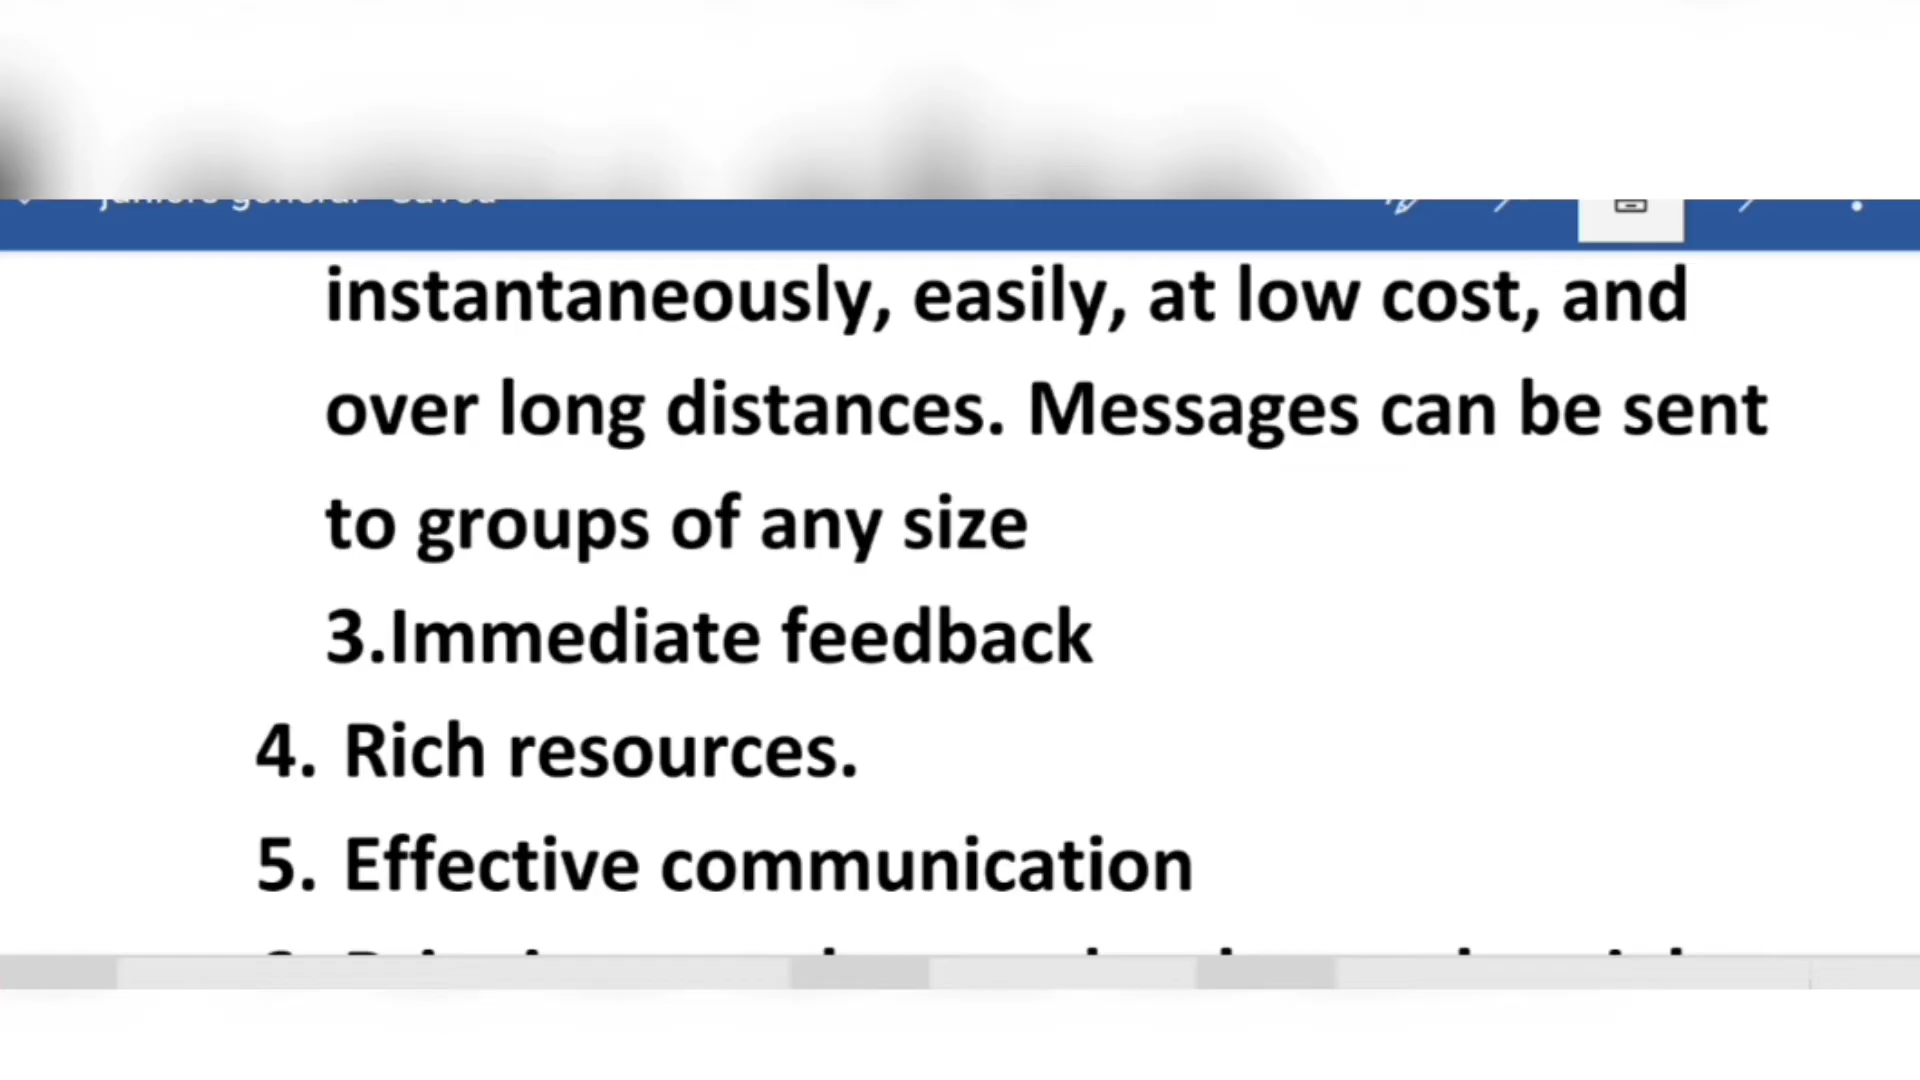 instantaneously, easily, at low cost, and
over long distances. Messages can be sent
to groups of any size
3.Immediate feedback
4. Rich resources.
5. Effective communication